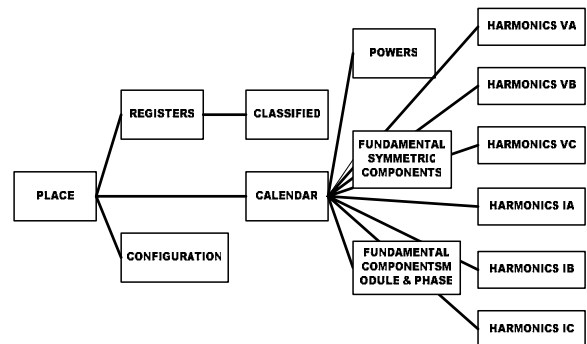 HARMONICS VA
POWERS
HARMONICS VB
REGISTERS
CLASSIFIED
FUNDAMENTAL
SYMMETRIC
COMPONENTS
HARMONICS VC
PLACE
CALENDAR
HARMONICS IA
CONFIGURATION
FUNDAMENTAL
COMPONENTSM
ODULE & PHASE
HARMONICS IB
HARMONICS IC